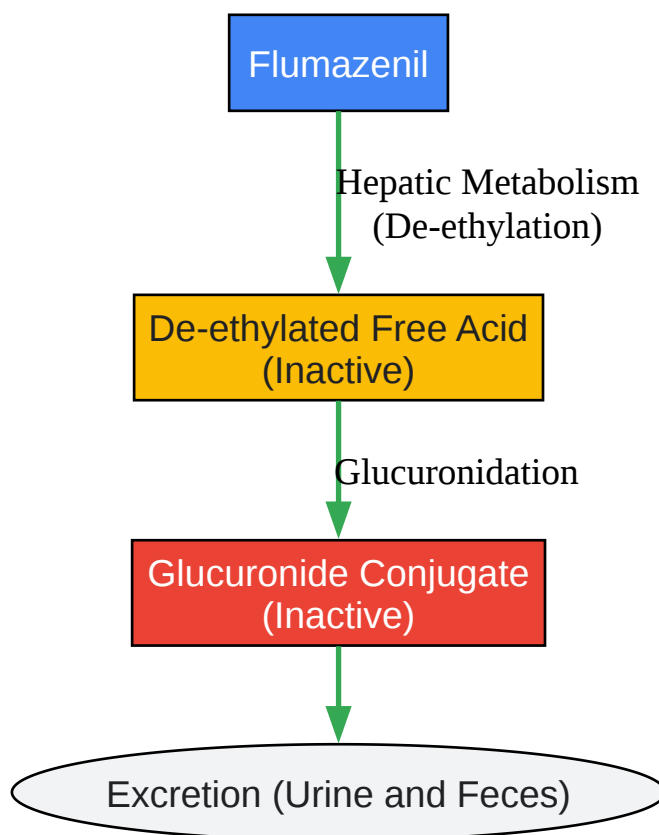 Flumazenil
Hepatic Metabolism
(De-ethylation)
De-ethylated Free Acid
(Inactive)
Glucuronidation
Glucuronide Conjugate
(Inactive)
Excretion (Urine and Feces)